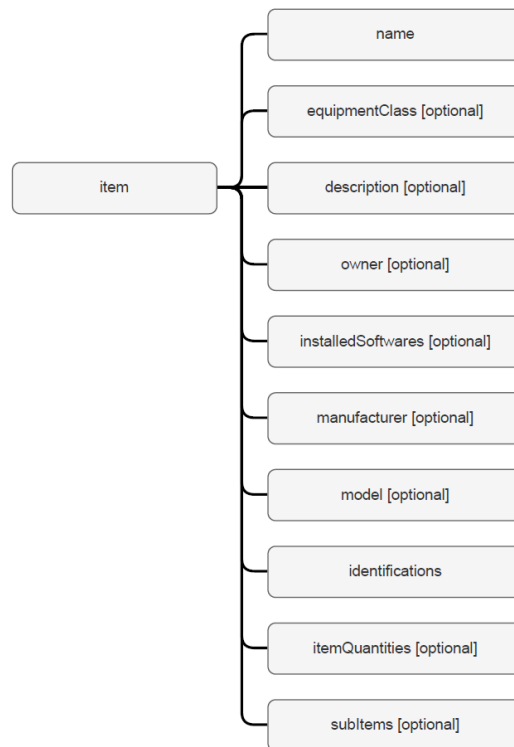 name
equipmentClass [optional]
item
description [optional]
owner [optional]
installedSoftwares [optional]
manufacturer [optional]
model [optional]
identifications
itemQuantities [optional]
subItems [optional]